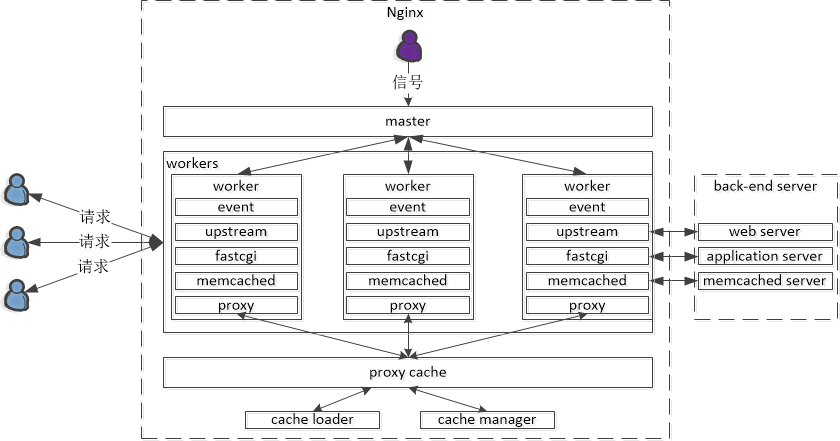 Nginx
信号
master
workers
worker
event
upstream
fastcgi
memcached
proxy
worker
event
upstream
fastcgi
memcached
proxy
worker
event
upstream
fastcgi
memcached
proxy
请求
请求
请求
back-end server
web server
application server
memcached server
proxy cache
cache loader
cache manager